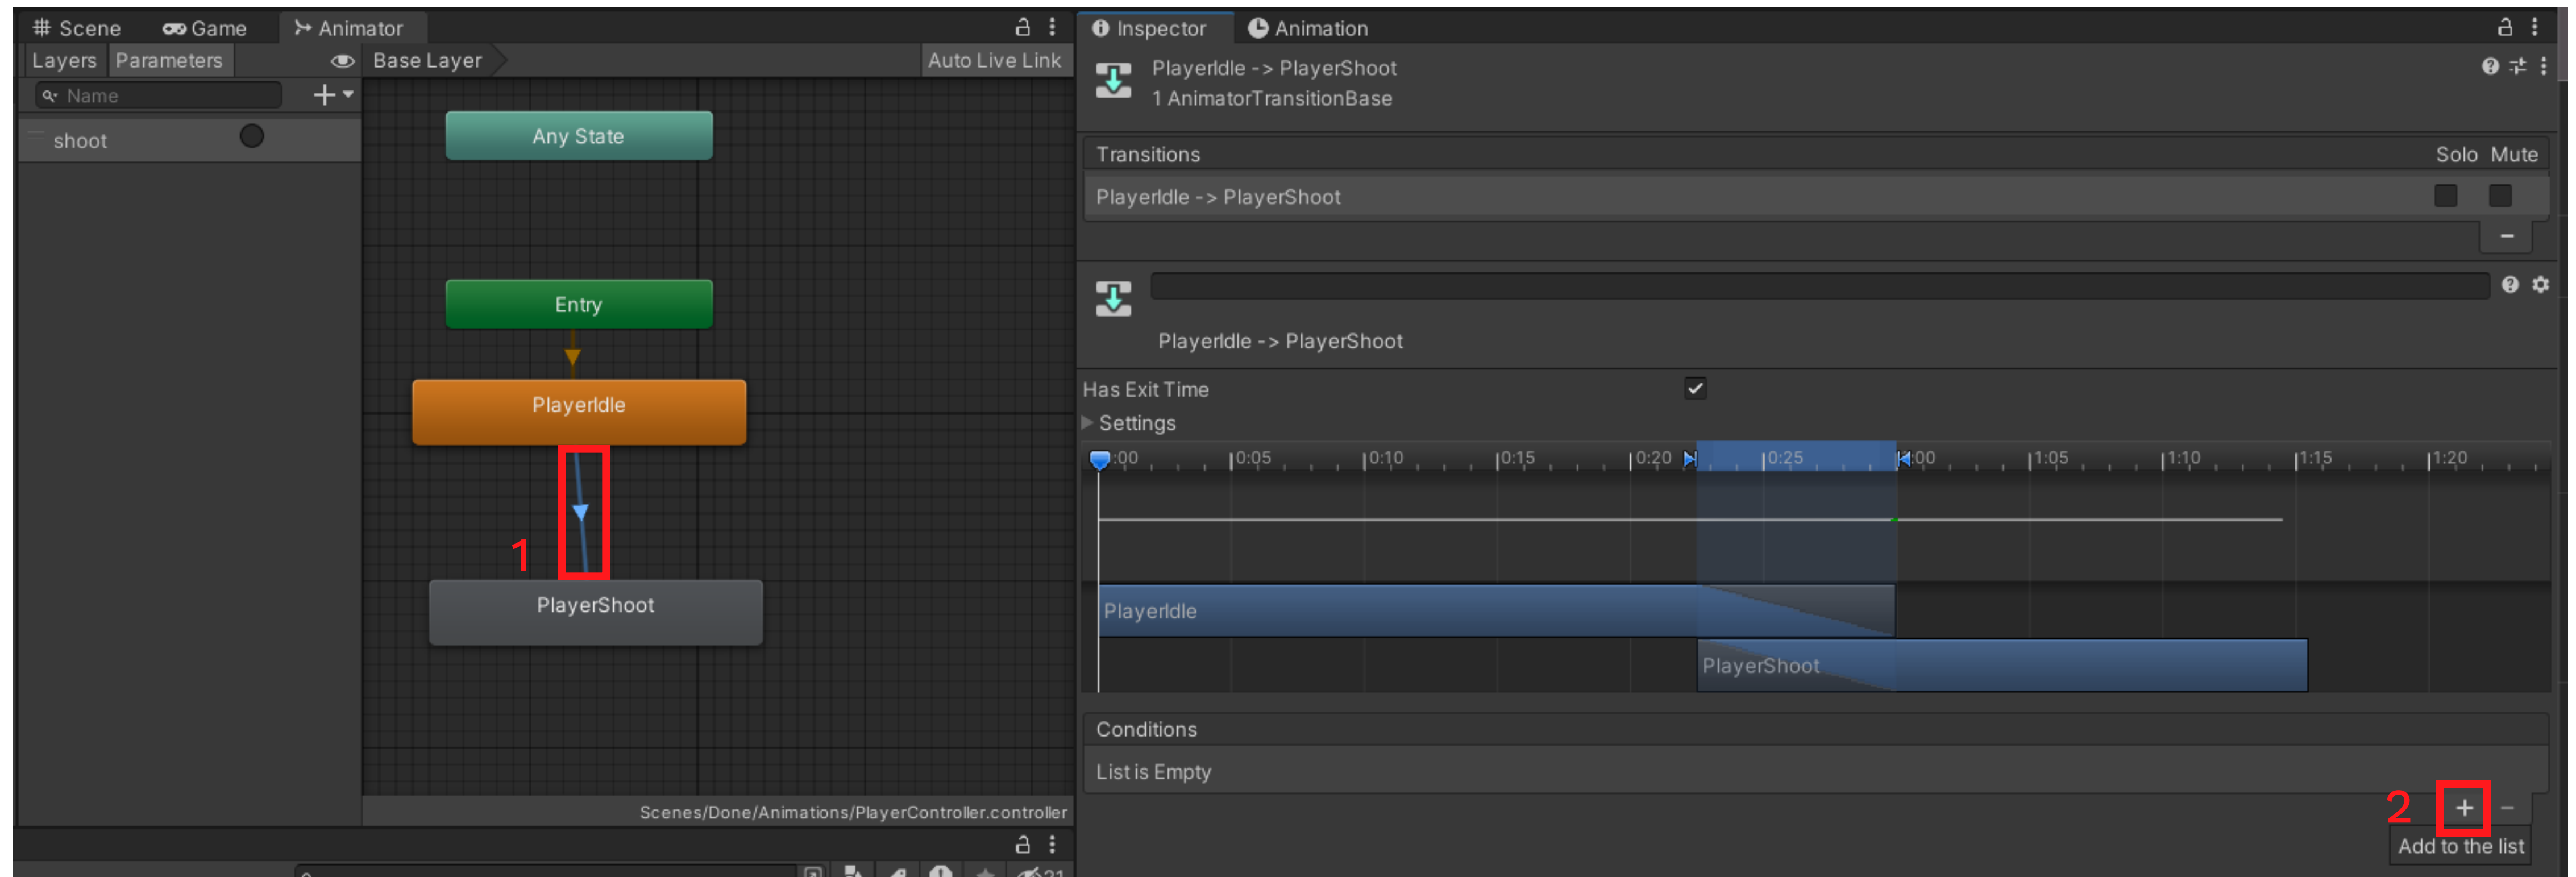 Scene Game Animator
Layers Parameters Base Layer Auto Live Link
Name
shoot
Any State
Entry
PlayerIdle
1
PlayerShoot
Scenes/Done/Animations/PlayerController.controller
21
Inspector Animation
PlayerIdle -> PlayerShoot
1 AnimatorTransitionBase
Transitions Solo Mute
PlayerIdle -> PlayerShoot
PlayerIdle -> PlayerShoot
Has Exit Time
Settings
:00 0:05 0:10 0:15 0:20 0:25 :00 1:05 1:10 1:15 1:20
PlayerIdle
PlayerShoot
Conditions
List is Empty
2 + −
Add to the list